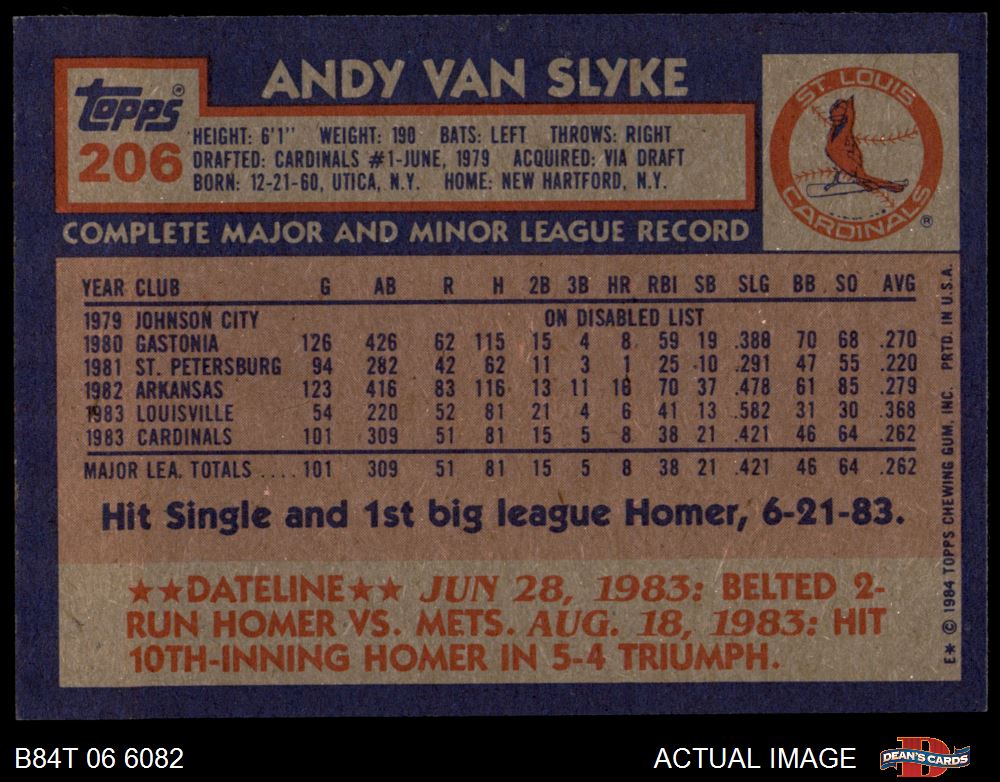 Topps®
206
ANDY VAN SLYKE
HEIGHT: 6'1" WEIGHT: 190 BATS: LEFT THROWS: RIGHT
DRAFTED: CARDINALS #1-JUNE, 1979 ACQUIRED: VIA DRAFT
BORN: 12-21-60, UTICA, N.Y. HOME: NEW HARTFORD, N.Y.
ST. LOUIS
CARDINALS
®
COMPLETE MAJOR AND MINOR LEAGUE RECORD
YEAR CLUB G AB R H 2B 3B HR RBI SB SLG BB SO AVG
1979 JOHNSON CITY ON DISABLED LIST
1980 GASTONIA 126 426 62 115 15 4 8 59 19 .388 70 68 .270
1981 ST. PETERSBURG 94 282 42 62 11 3 1 25 10 .291 47 55 .220
1982 ARKANSAS 123 416 83 116 13 11 16 70 37 .478 61 85 .279
1983 LOUISVILLE 54 220 52 81 21 4 6 41 13 .582 31 30 .368
1983 CARDINALS 101 309 51 81 15 5 8 38 21 .421 46 64 .262
MAJOR LEA. TOTALS .... 101 309 51 81 15 5 8 38 21 .421 46 64 .262
Hit Single and 1st big league Homer, 6-21-83.
★★DATELINE★★ JUN 28, 1983: BELTED 2-
RUN HOMER VS. METS. AUG. 18, 1983: HIT
10TH-INNING HOMER IN 5-4 TRIUMPH.
E* © 1984 TOPPS CHEWING GUM, INC. PRTD. IN U.S.A.
B84T 06 6082
ACTUAL IMAGE
D
DEAN'S CARDS